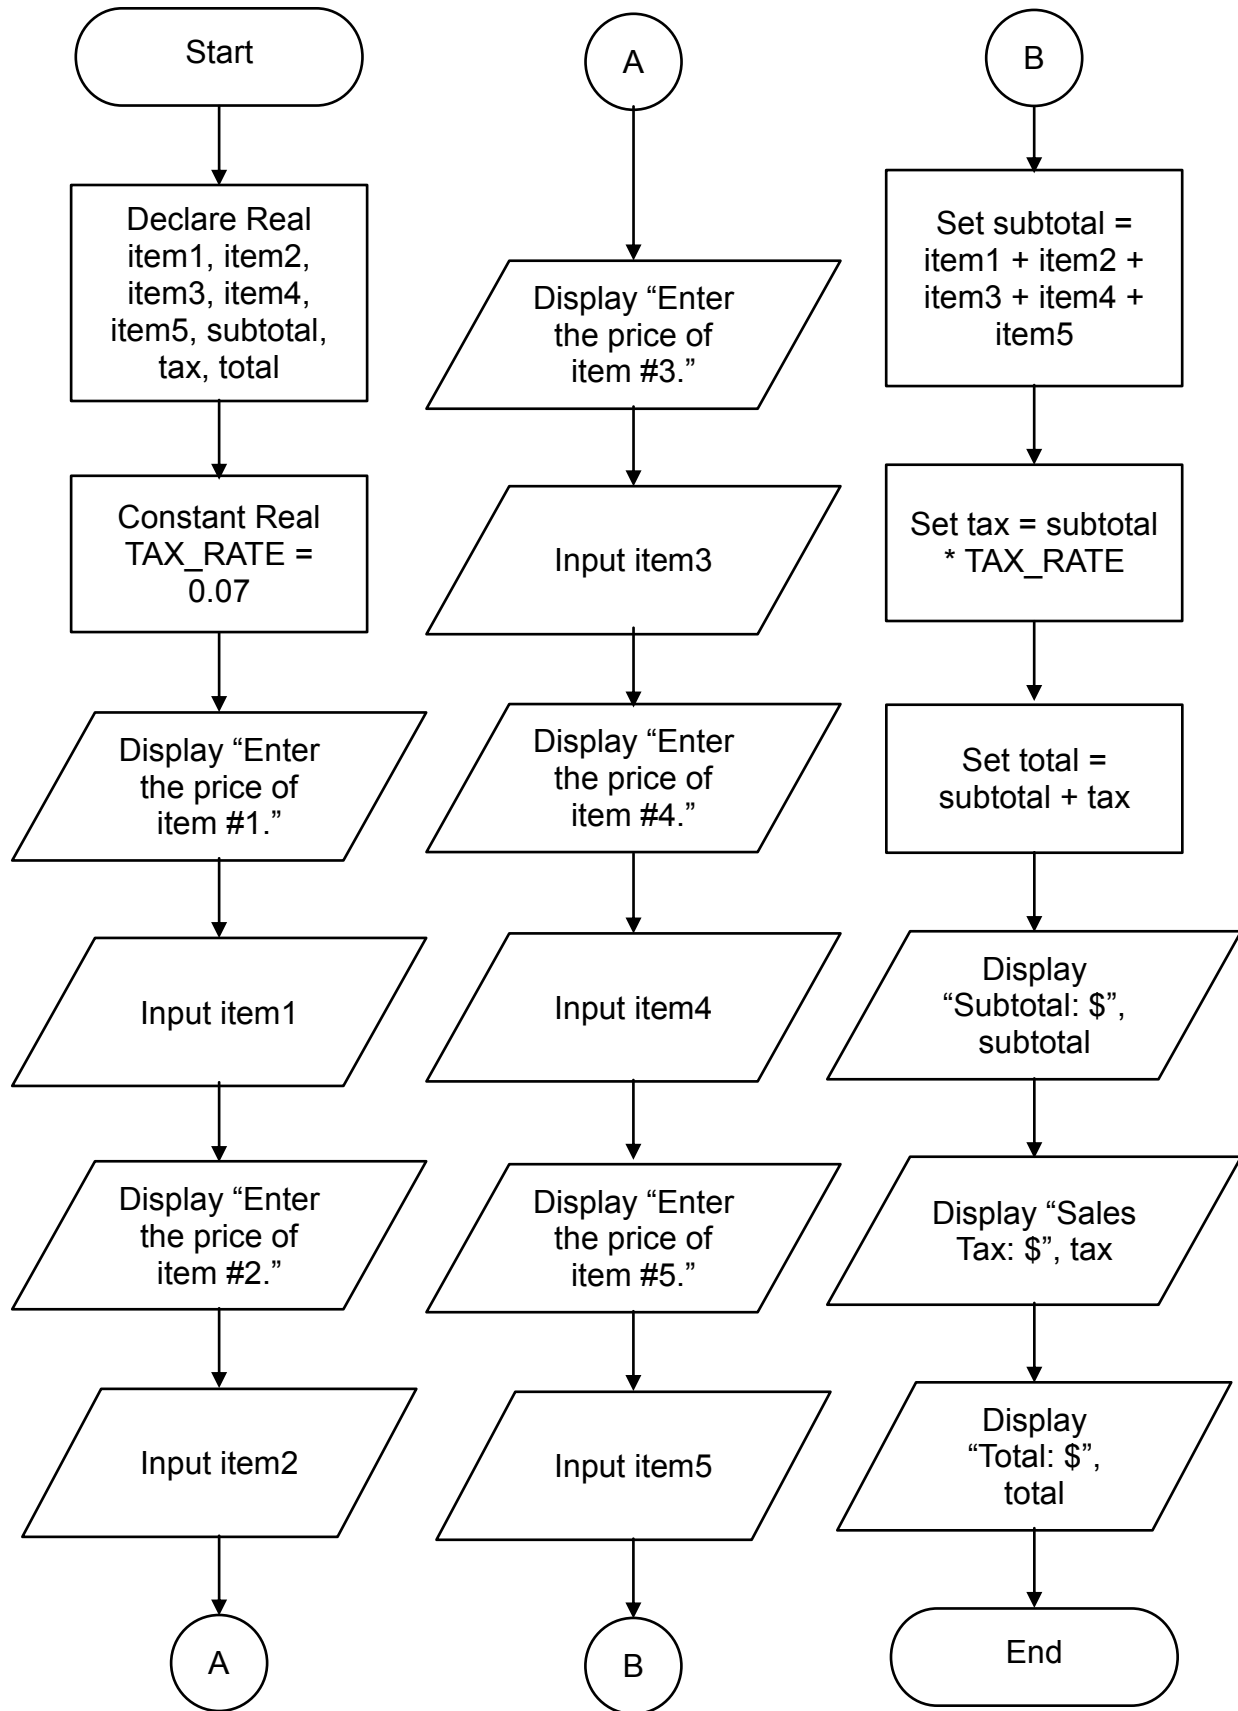 Start
Declare Real
item1, item2,
item3, item4,
item5, subtotal,
tax, total
Constant Real
TAX_RATE =
0.07
Display “Enter
the price of
item #1.”
Input item1
Display “Enter
the price of
item #2.”
Input item2
A
A
Display “Enter
the price of
item #3.”
Input item3
Display “Enter
the price of
item #4.”
Input item4
Display “Enter
the price of
item #5.”
Input item5
B
B
Set subtotal =
item1 + item2 +
item3 + item4 +
item5
Set tax = subtotal
* TAX_RATE
Set total =
subtotal + tax
Display
“Subtotal: $”,
subtotal
Display “Sales
Tax: $”, tax
Display
“Total: $”,
total
End